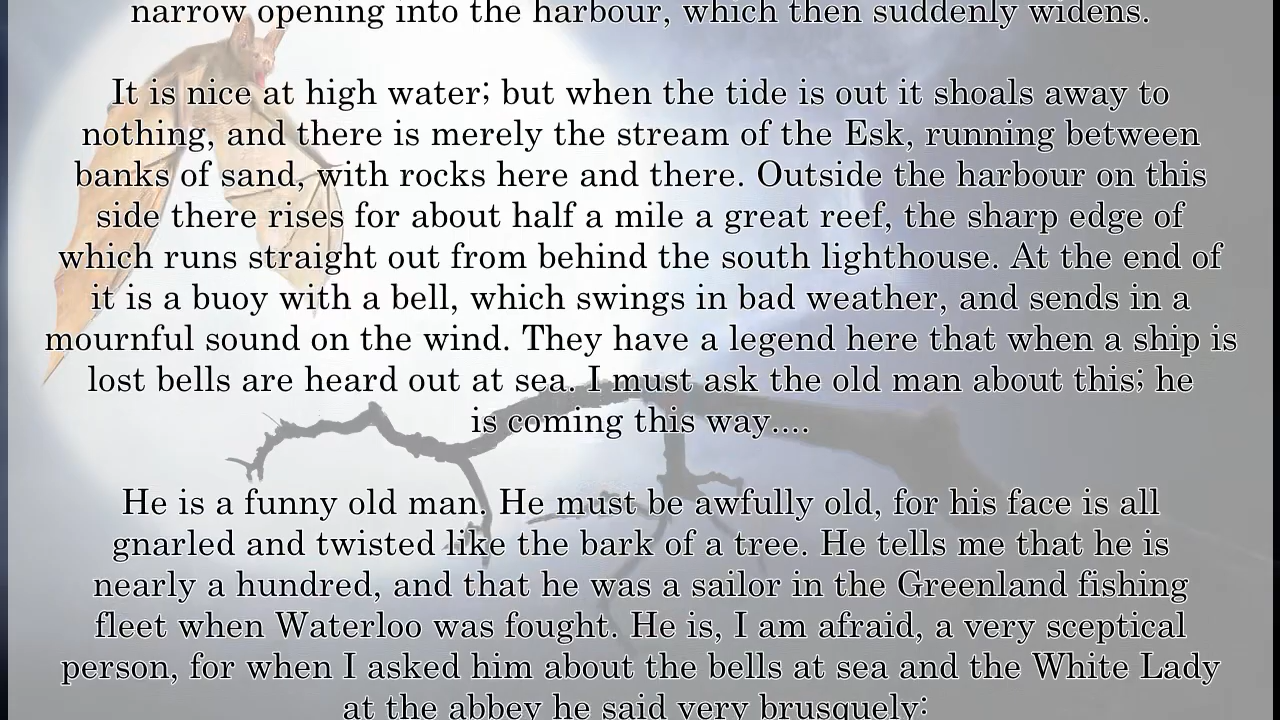 narrow opening into the harbour, which then suddenly widens.
It is nice at high water; but when the tide is out it shoals away to
nothing, and there is merely the stream of the Esk, running between
banks of sand, with rocks here and there. Outside the harbour on this
side there rises for about half a mile a great reef, the sharp edge of
which runs straight out from behind the south lighthouse. At the end of
it is a buoy with a bell, which swings in bad weather, and sends in a
mournful sound on the wind. They have a legend here that when a ship is
lost bells are heard out at sea. I must ask the old man about this; he
is coming this way....
He is a funny old man. He must be awfully old, for his face is all
gnarled and twisted like the bark of a tree. He tells me that he is
nearly a hundred, and that he was a sailor in the Greenland fishing
fleet when Waterloo was fought. He is, I am afraid, a very sceptical
person, for when I asked him about the bells at sea and the White Lady
at the abbey he said very brusquely: